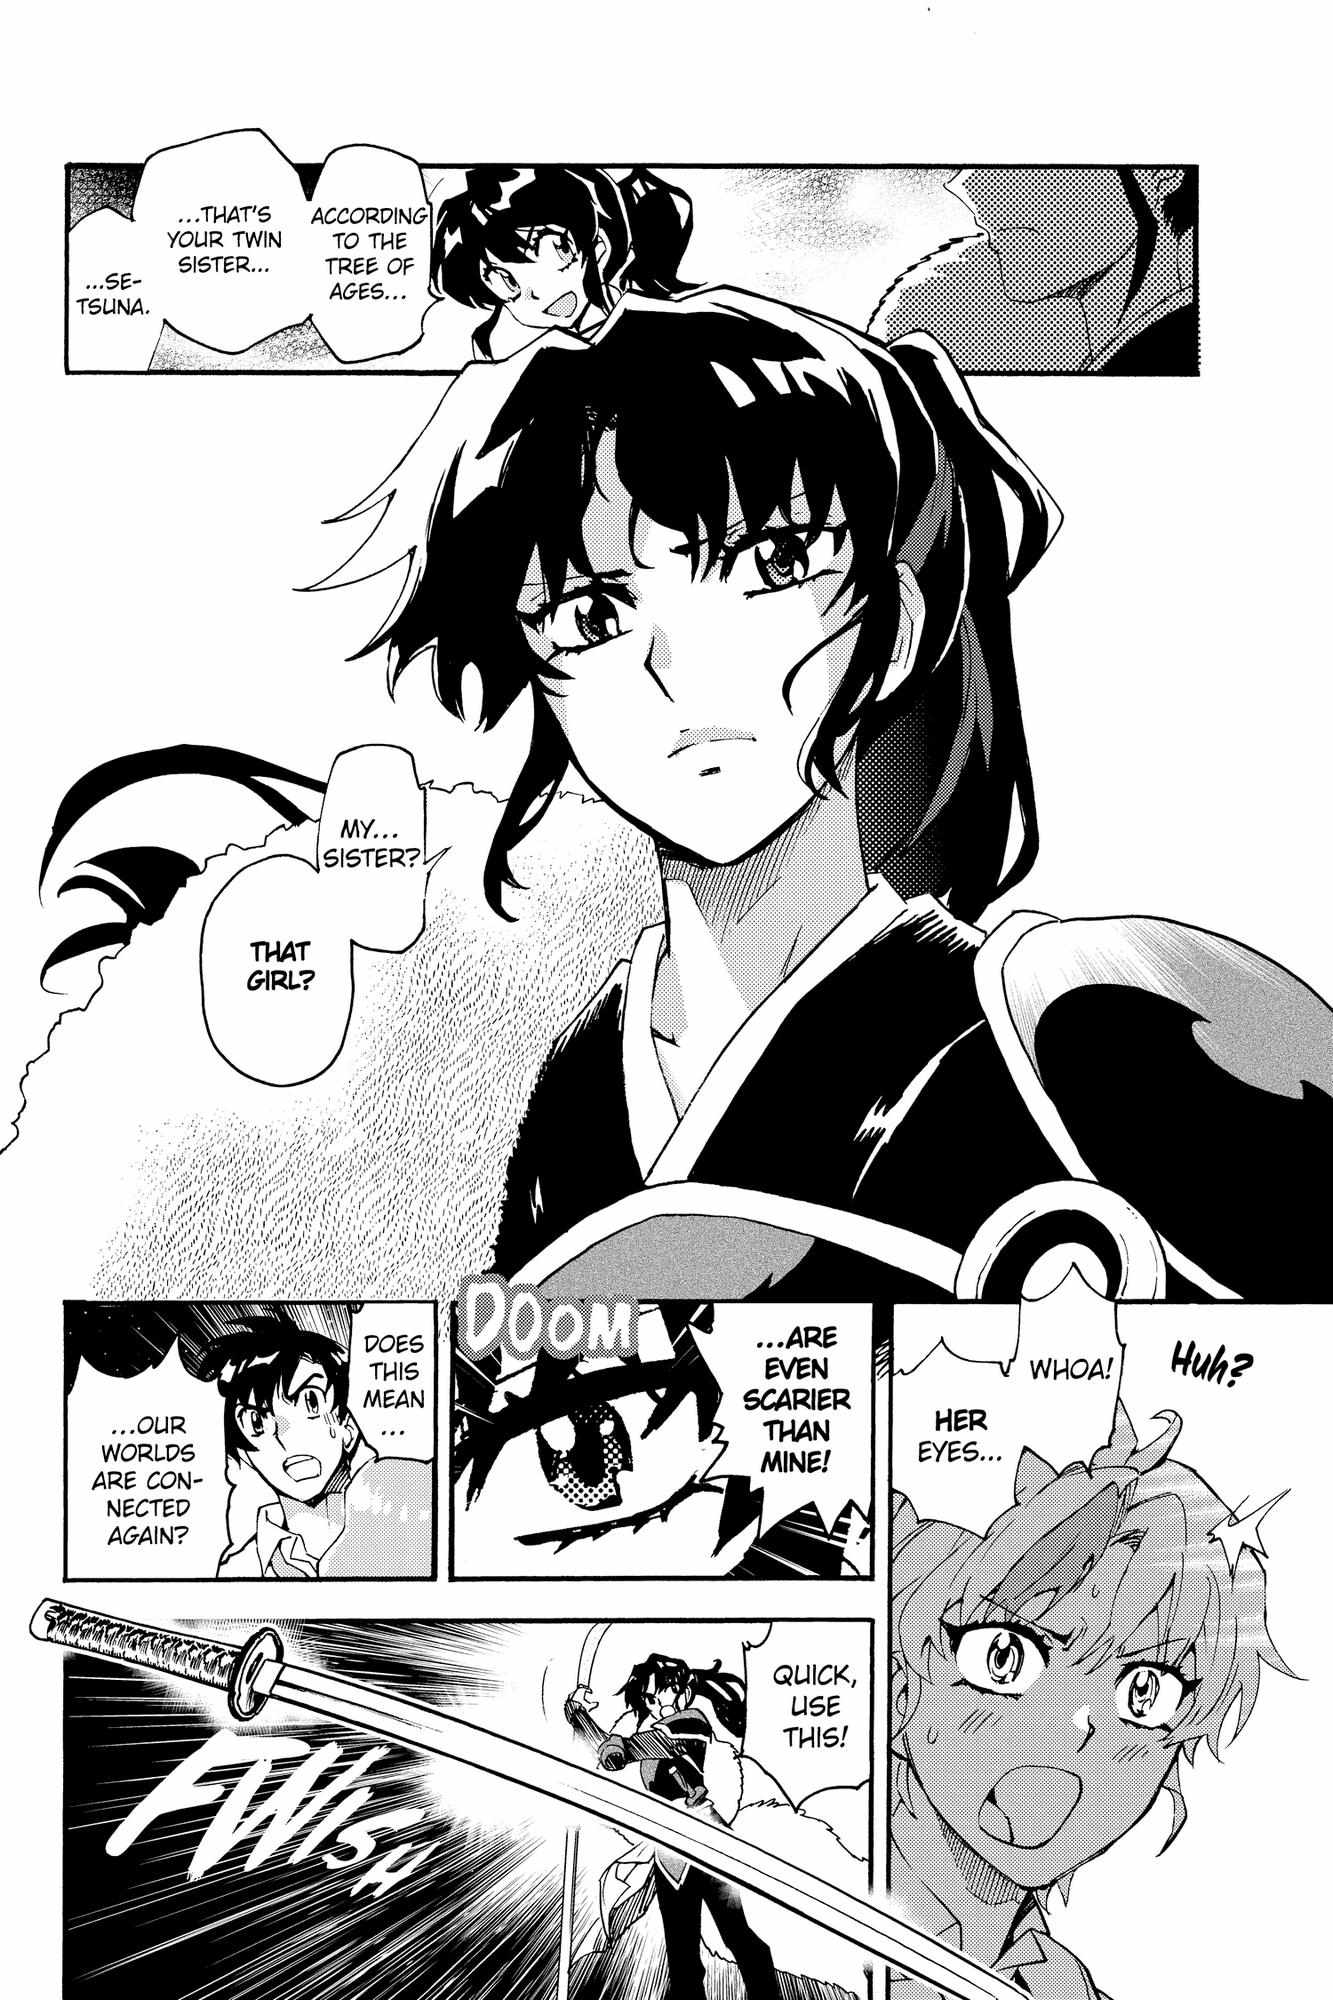 ACCORDING
TO THE
TREE OF
AGES...
...THAT'S
YOUR TWIN
SISTER...
...SE-
TSUNA.
MY...
SISTER?
THAT
GIRL?
Huh?
WHOA!
HER
EYES...
...ARE
EVEN
SCARIER
THAN
MINE!
DOOM
DOES
THIS
MEAN
...
...OUR
WORLDS
ARE CON-
NECTED
AGAIN?
QUICK,
USE
THIS!
FWISH